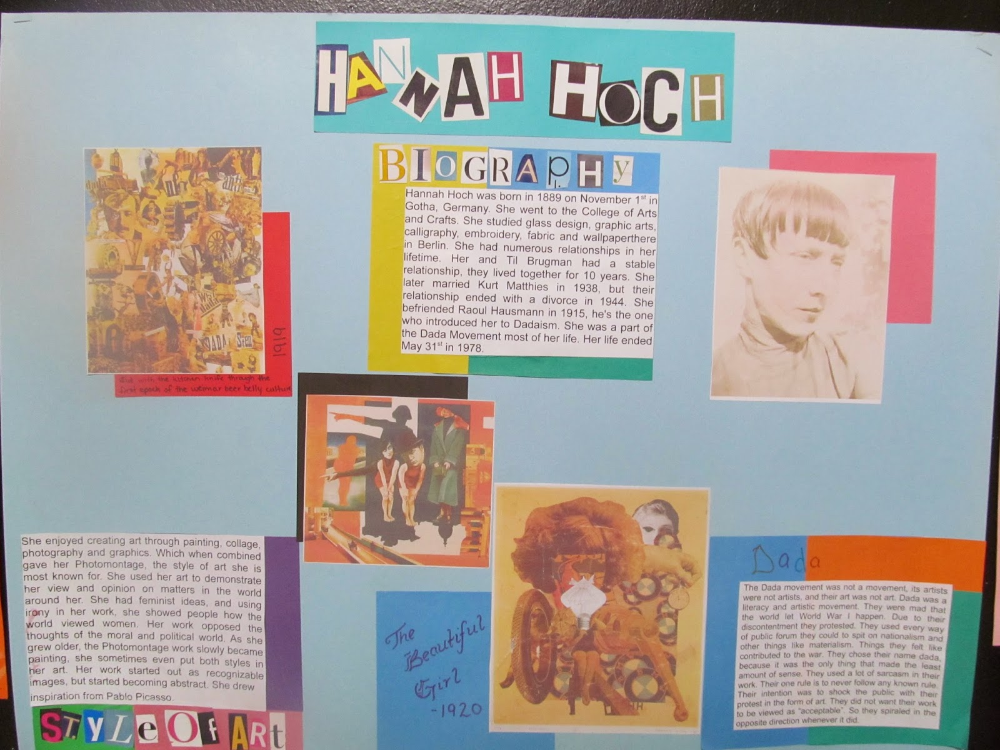 HANNAH HOCH
BIOGRAPHY
Hannah Hoch was born in 1889 on November 1st in
Gotha, Germany. She went to the College of Arts
and Crafts. She studied glass design, graphic arts,
calligraphy, embroidery, fabric and wallpaperthere
in Berlin. She had numerous relationships in her
lifetime. Her and Til Brugman had a stable
relationship, they lived together for 10 years. She
later married Kurt Matthies in 1938, but their
relationship ended with a divorce in 1944. She
befriended Raoul Hausmann in 1915, he's the one
who introduced her to Dadaism. She was a part of
the Dada Movement most of her life. Her life ended
May 31st in 1978.
anti
dada
DADA
1919
Cut with the kitchen knife through the
first epoch of the weimar beer belly culture
She enjoyed creating art through painting, collage,
photography and graphics. Which when combined
gave her Photomontage, the style of art she is
most known for. She used her art to demonstrate
her view and opinion on matters in the world
around her. She had feminist ideas, and using
irony in her work, she showed people how the
world viewed women. Her work opposed the
thoughts of the moral and political world. As she
grew older, the Photomontage work slowly became
painting, she sometimes even put both styles in
her art. Her work started out as recognizable
images, but started becoming abstract. She drew
inspiration from Pablo Picasso.
STYLe Of ARt
The
Beautiful
Girl
-1920
Dada
The Dada movement was not a movement, its artists
were not artists, and their art was not art. Dada was a
literacy and artistic movement. They were mad that
the world let World War I happen. Due to their
discontentment they protested. They used every way
of public forum they could to spit on nationalism and
other things like materialism. Things they felt like
contributed to the war. They chose their name dada,
because it was the only thing that made the least
amount of sense. They used a lot of sarcasm in their
work. Their one rule is to never follow any known rule.
Their intention was to shock the public with their
protest in the form of art. They did not want their work
to be viewed as "acceptable". So they spiraled in the
opposite direction whenever it did.